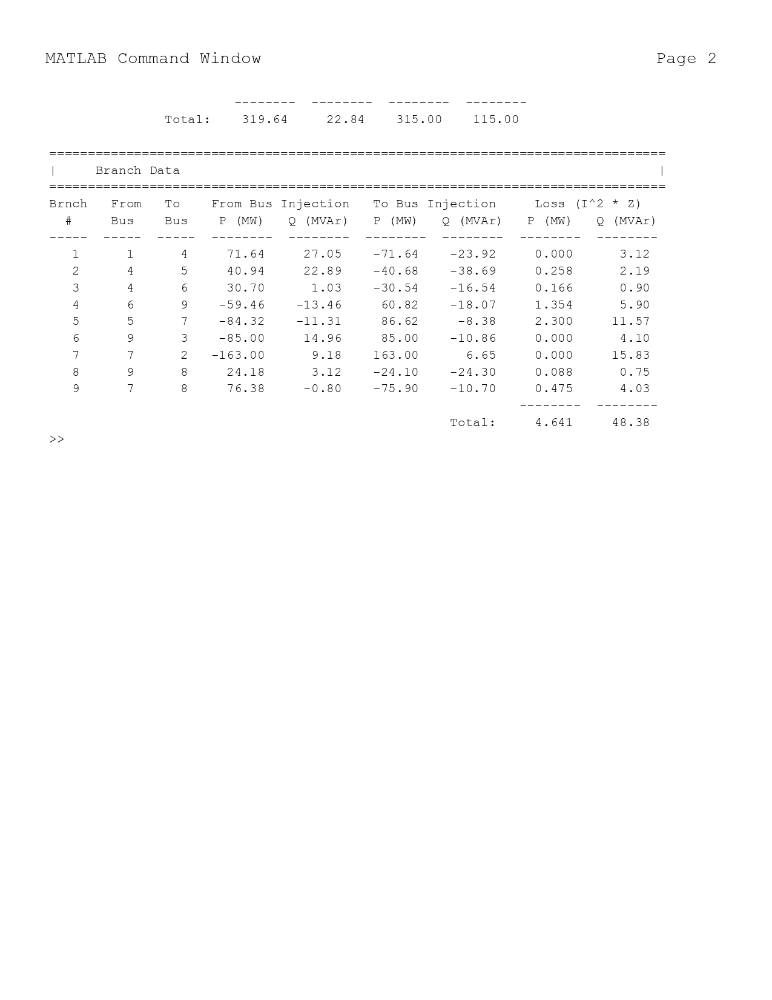 MATLAB Command Window Page 2
-------- -------- -------- --------
Total: 319.64 22.84 315.00 115.00
================================================================================
| Branch Data |
================================================================================
Brnch From To From Bus Injection To Bus Injection Loss (I^2 * Z)
# Bus Bus P (MW) Q (MVAr) P (MW) Q (MVAr) P (MW) Q (MVAr)
----- ----- ----- -------- -------- -------- -------- -------- --------
1 1 4 71.64 27.05 -71.64 -23.92 0.000 3.12
2 4 5 40.94 22.89 -40.68 -38.69 0.258 2.19
3 4 6 30.70 1.03 -30.54 -16.54 0.166 0.90
4 6 9 -59.46 -13.46 60.82 -18.07 1.354 5.90
5 5 7 -84.32 -11.31 86.62 -8.38 2.300 11.57
6 9 3 -85.00 14.96 85.00 -10.86 0.000 4.10
7 7 2 -163.00 9.18 163.00 6.65 0.000 15.83
8 9 8 24.18 3.12 -24.10 -24.30 0.088 0.75
9 7 8 76.38 -0.80 -75.90 -10.70 0.475 4.03
-------- --------
Total: 4.641 48.38
>>